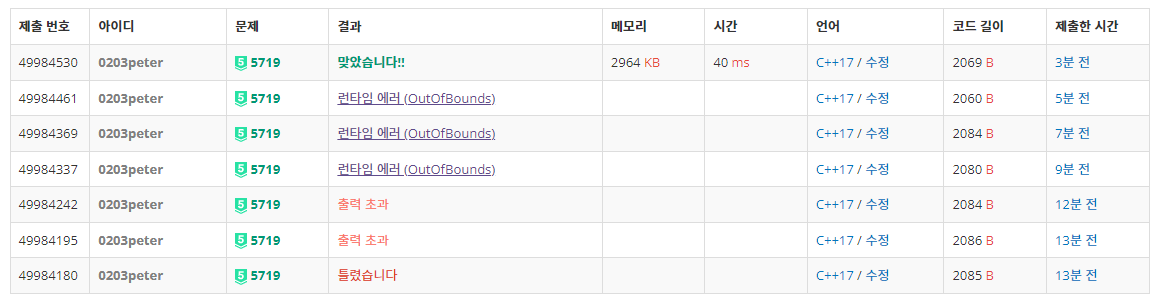 제출 번호 아이디 문제 결과 메모리 시간 언어 코드 길이 제출한 시간
49984530 0203peter 5 5719 맞았습니다!! 2964 KB 40 ms C++17 / 수정 2069 B 3분 전
49984461 0203peter 5 5719 런타임 에러 (OutOfBounds) C++17 / 수정 2060 B 5분 전
49984369 0203peter 5 5719 런타임 에러 (OutOfBounds) C++17 / 수정 2084 B 7분 전
49984337 0203peter 5 5719 런타임 에러 (OutOfBounds) C++17 / 수정 2080 B 9분 전
49984242 0203peter 5 5719 출력 초과 C++17 / 수정 2084 B 12분 전
49984195 0203peter 5 5719 출력 초과 C++17 / 수정 2086 B 13분 전
49984180 0203peter 5 5719 틀렸습니다 C++17 / 수정 2085 B 13분 전